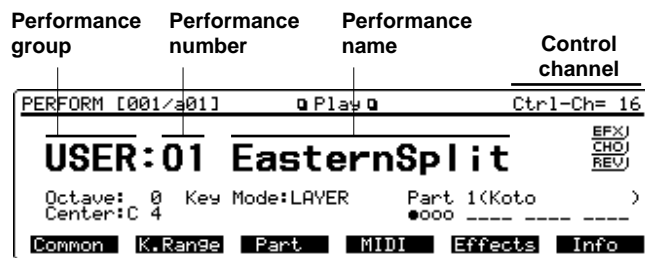 Performance group
Performance number
Performance name
Control channel
PERFORM [001/a01] Play Ctrl-Ch= 16
USER:01 EasternSplit
EFX
CHO
REV
Octave: 0 Key Mode:LAYER Part 1(Koto )
Center:C 4
Common K.Range Part MIDI Effects Info